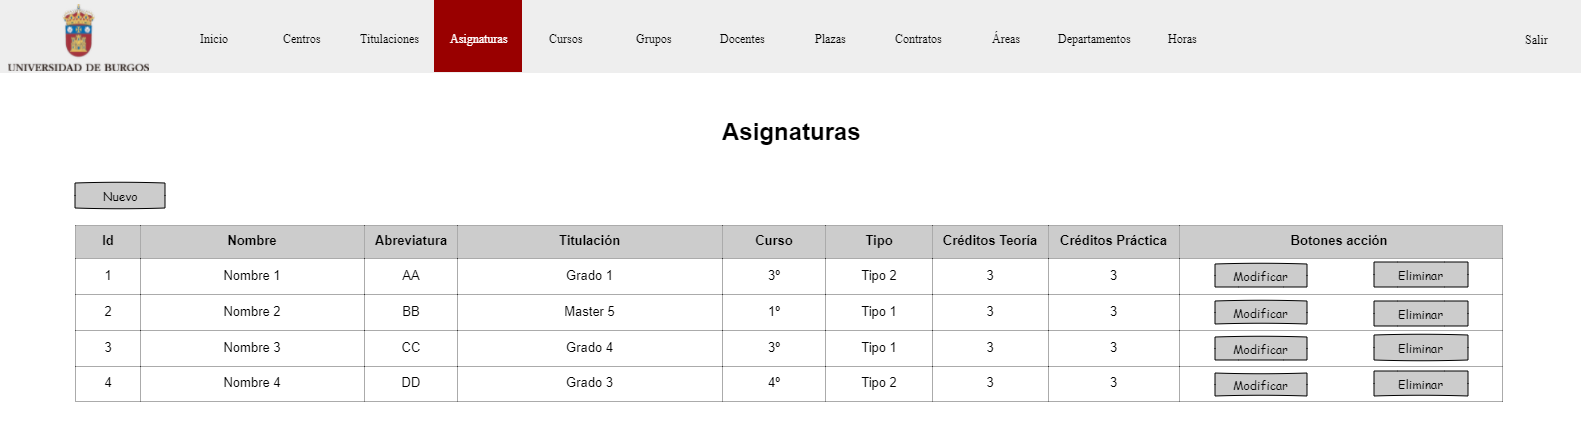 UNIVERSIDAD DE BURGOS
Inicio Centros Titulaciones Asignaturas Cursos Grupos Docentes Plazas Contratos Áreas Departamentos Horas Salir
Asignaturas
Nuevo
Id Nombre Abreviatura Titulación Curso Tipo Créditos Teoría Créditos Práctica Botones acción
1 Nombre 1 AA Grado 1 3º Tipo 2 3 3 Modificar Eliminar
2 Nombre 2 BB Master 5 1º Tipo 1 3 3 Modificar Eliminar
3 Nombre 3 CC Grado 4 3º Tipo 1 3 3 Modificar Eliminar
4 Nombre 4 DD Grado 3 4º Tipo 2 3 3 Modificar Eliminar